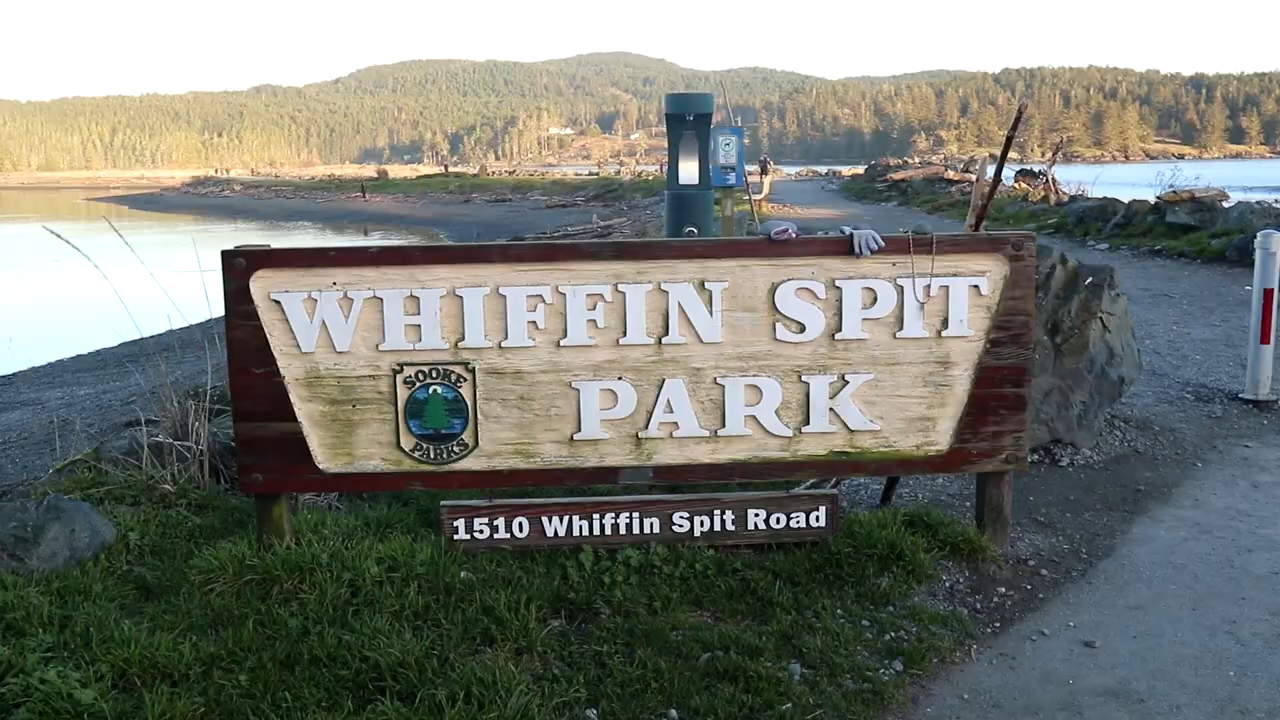 WHIFFIN SPIT
PARK
SOOKE
PARKS
1510 Whiffin Spit Road